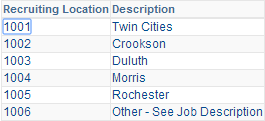 Recruiting Location Description
1001 Twin Cities
1002 Crookson
1003 Duluth
1004 Morris
1005 Rochester
1006 Other - See Job Description